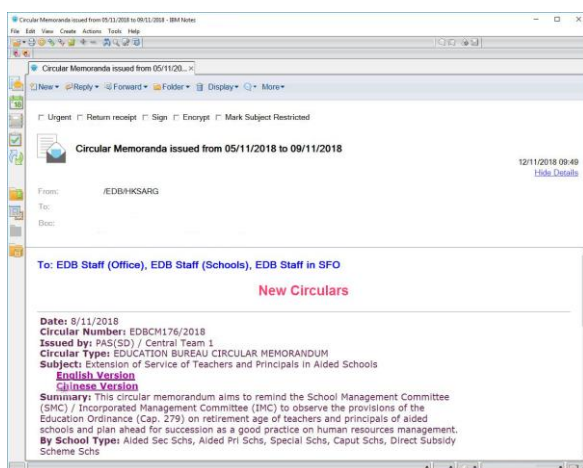 Circular Memoranda issued from 05/11/2018 to 09/11/2018 - IBM Notes
File Edit View Create Actions Tools Help
Circular Memoranda issued from 05/11/20...
New Reply Forward Folder Display More
Urgent Return receipt Sign Encrypt Mark Subject Restricted
Circular Memoranda issued from 05/11/2018 to 09/11/2018
12/11/2018 09:49
Hide Details
From: /EDB/HKSARG
To:
Bcc:
To: EDB Staff (Office), EDB Staff (Schools), EDB Staff in SFO
New Circulars
Date: 8/11/2018
Circular Number: EDBCM176/2018
Issued by: PAS(SD) / Central Team 1
Circular Type: EDUCATION BUREAU CIRCULAR MEMORANDUM
Subject: Extension of Service of Teachers and Principals in Aided Schools
English Version
Chinese Version
Summary: This circular memorandum aims to remind the School Management Committee
(SMC) / Incorporated Management Committee (IMC) to observe the provisions of the
Education Ordinance (Cap. 279) on retirement age of teachers and principals of aided
schools and plan ahead for succession as a good practice on human resources management.
By School Type: Aided Sec Schs, Aided Pri Schs, Special Schs, Caput Schs, Direct Subsidy
Scheme Schs